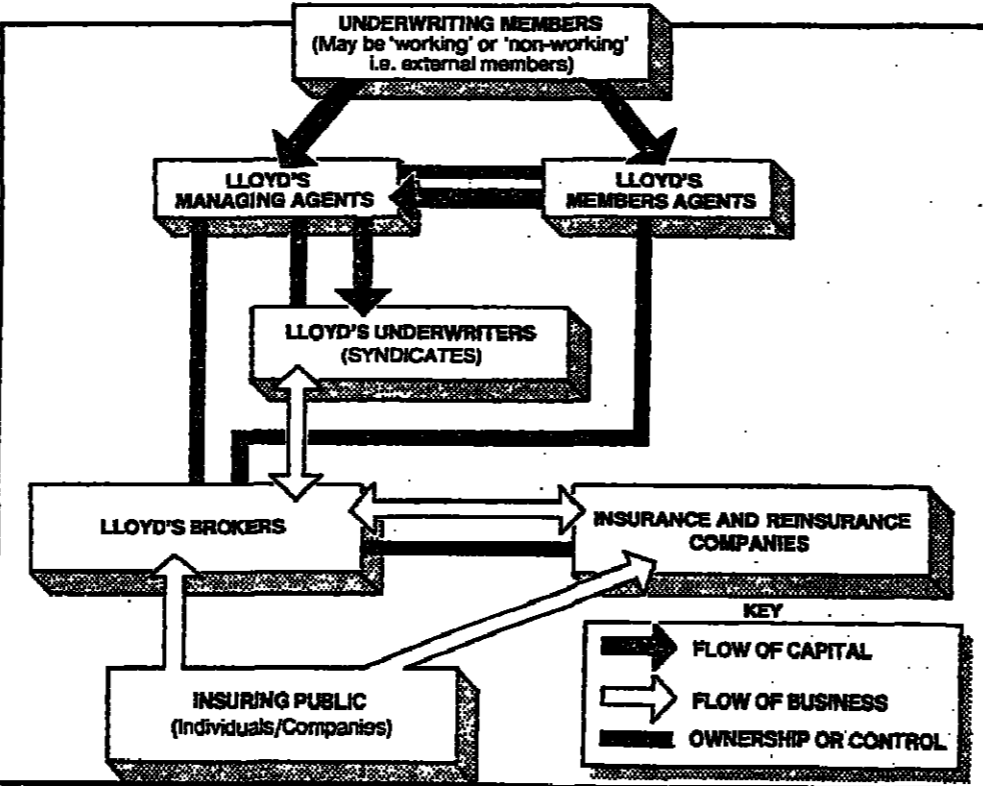 UNDERWRITING MEMBERS
(May be 'working' or 'non-working'
i.e. external members)
LLOYD'S
MANAGING AGENTS
LLOYD'S
MEMBERS AGENTS
LLOYD'S UNDERWRITERS
(SYNDICATES)
LLOYD'S BROKERS
INSURANCE AND REINSURANCE
COMPANIES
INSURING PUBLIC
(Individuals/Companies)
KEY
FLOW OF CAPITAL
FLOW OF BUSINESS
OWNERSHIP OR CONTROL